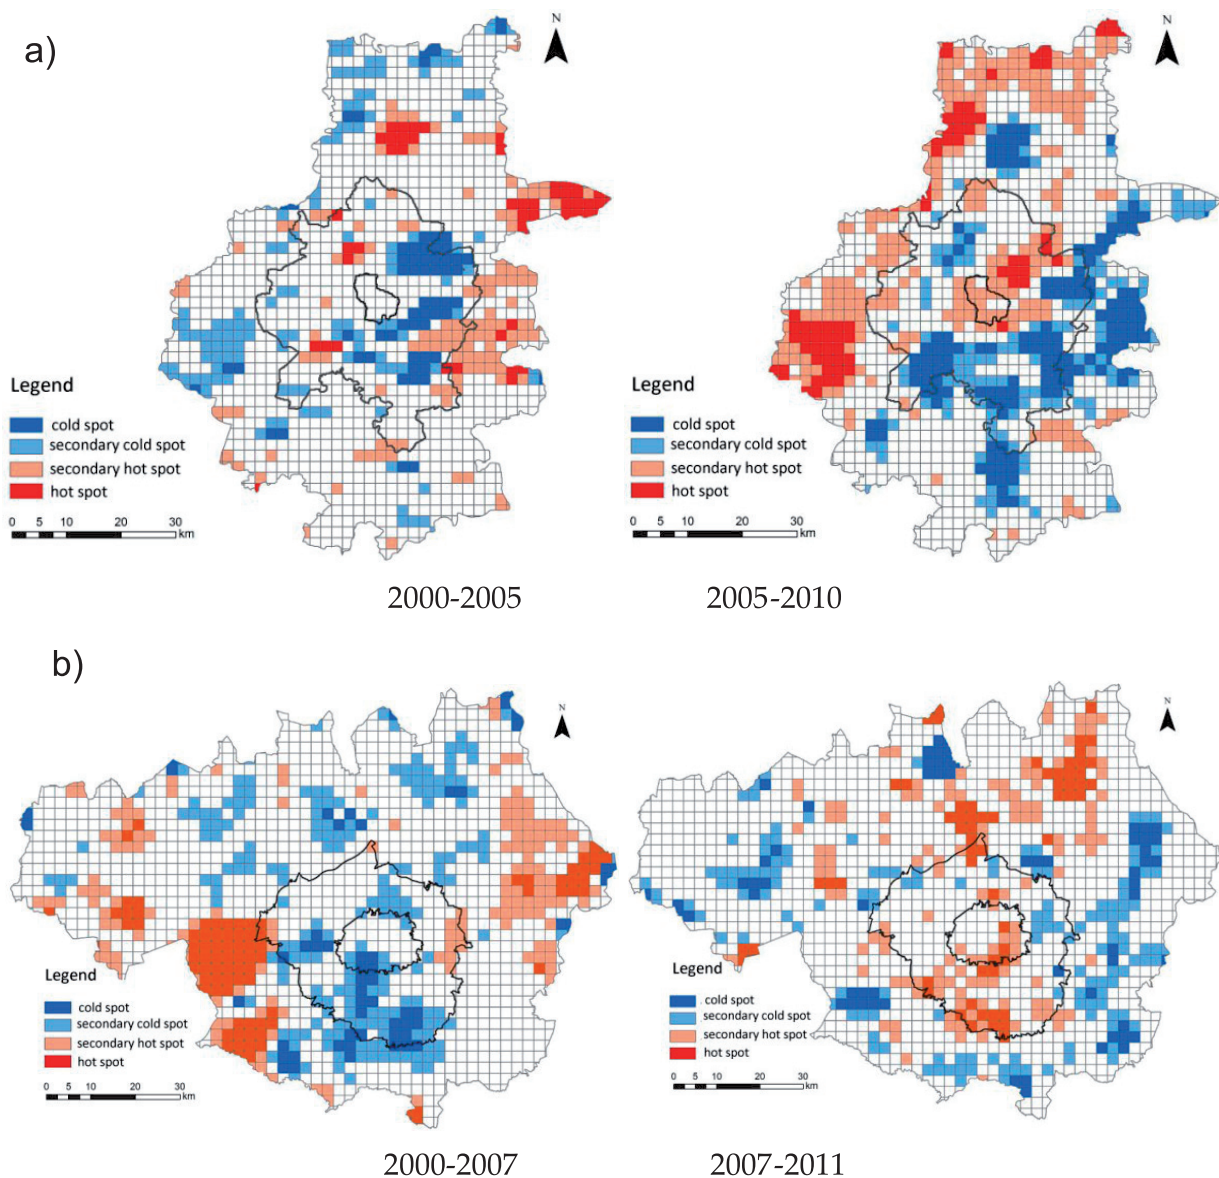 a)
N
N
Legend
cold spot
secondary cold spot
secondary hot spot
hot spot
0 5 10 20 30
km
Legend
cold spot
secondary cold spot
secondary hot spot
hot spot
0 5 10 20 30
km
2000-2005
2005-2010
b)
N
N
Legend
cold spot
secondary cold spot
secondary hot spot
hot spot
0 5 10 20 30
km
Legend
cold spot
secondary cold spot
secondary hot spot
hot spot
0 5 10 20 30
km
2000-2007
2007-2011